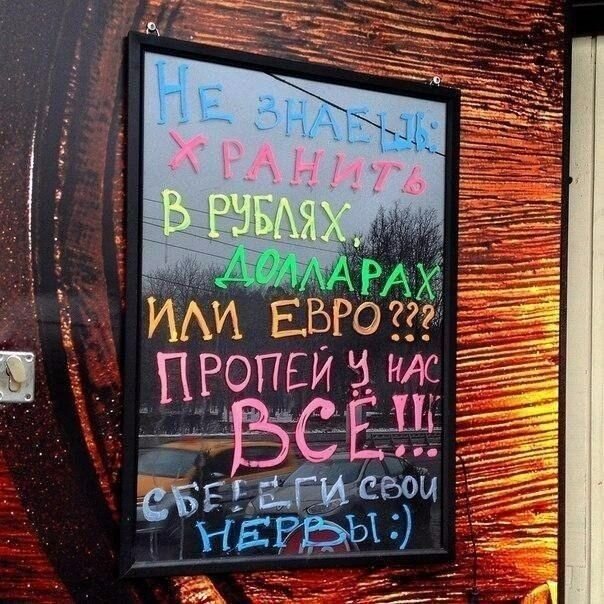 НЕ ЗНАЕШЬ:
ХРАНИТЬ
В РУБЛЯХ,
ДОЛЛАРАХ
ИЛИ ЕВРО???
ПРОПЕЙ У НАС
ВСЁ!!!
СБЕРЕГИ СВОИ
НЕРВЫ:)